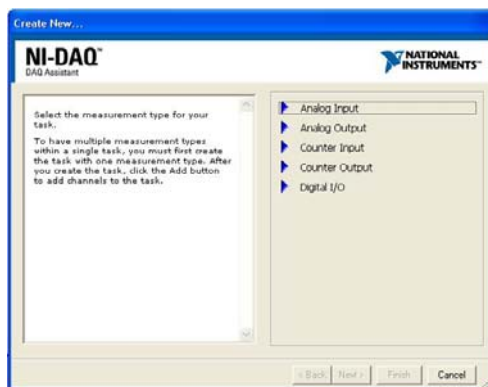 Create New...
NI-DAQ™
DAQ Assistant
NATIONAL
INSTRUMENTS™
Select the measurement type for your
task.
To have multiple measurement types
within a single task, you must first create
the task with one measurement type. After
you create the task, click the Add button
to add channels to the task.
Analog Input
Analog Output
Counter Input
Counter Output
Digital I/O
< Back
Next >
Finish
Cancel